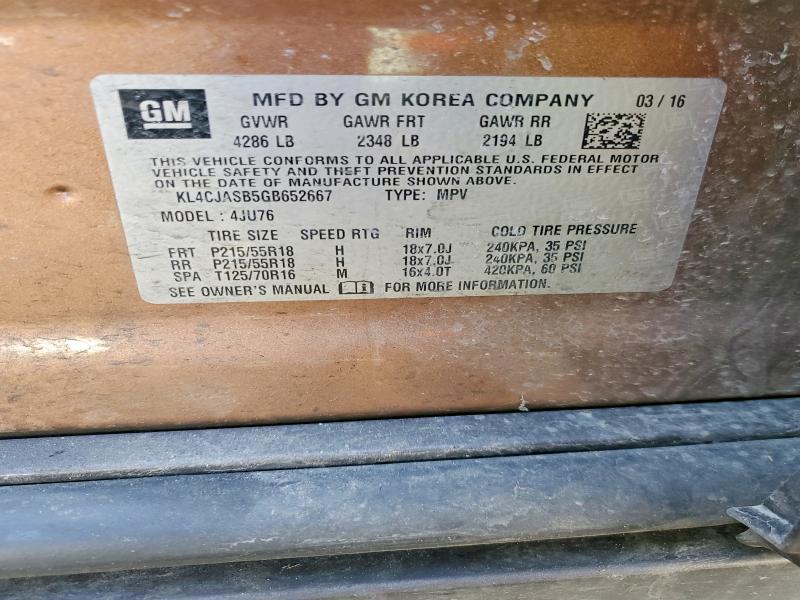 GM MFD BY GM KOREA COMPANY 03 / 16
GVWR GAWR FRT GAWR RR
4286 LB 2348 LB 2194 LB
THIS VEHICLE CONFORMS TO ALL APPLICABLE U.S. FEDERAL MOTOR
VEHICLE SAFETY AND THEFT PREVENTION STANDARDS IN EFFECT
ON THE DATE OF MANUFACTURE SHOWN ABOVE.
KL4CJASB5GB652667 TYPE: MPV
MODEL : 4JU76
TIRE SIZE SPEED RTG RIM COLD TIRE PRESSURE
FRT P215/55R18 H 18x7.0J 240KPA, 35 PSI
RR P215/55R18 H 18x7.0J 240KPA, 35 PSI
SPA T125/70R16 M 16x4.0T 420KPA, 60 PSI
SEE OWNER'S MANUAL FOR MORE INFORMATION.